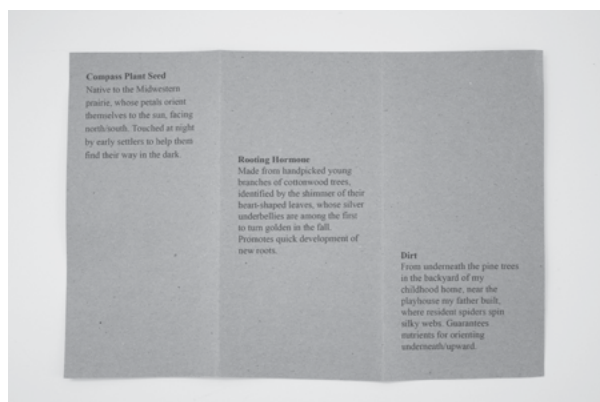 Compass Plant Seed
Native to the Midwestern
prairie, whose petals orient
themselves to the sun, facing
north/south. Touched at night
by early settlers to help them
find their way in the dark.
Rooting Hormone
Made from handpicked young
branches of cottonwood trees,
identified by the shimmer of their
heart-shaped leaves, whose silver
underbellies are among the first
to turn golden in the fall.
Promotes quick development of
new roots.
Dirt
From underneath the pine trees
in the backyard of my
childhood home, near the
playhouse my father built,
where resident spiders spin
silky webs. Guarantees
nutrients for orienting
underneath/upward.